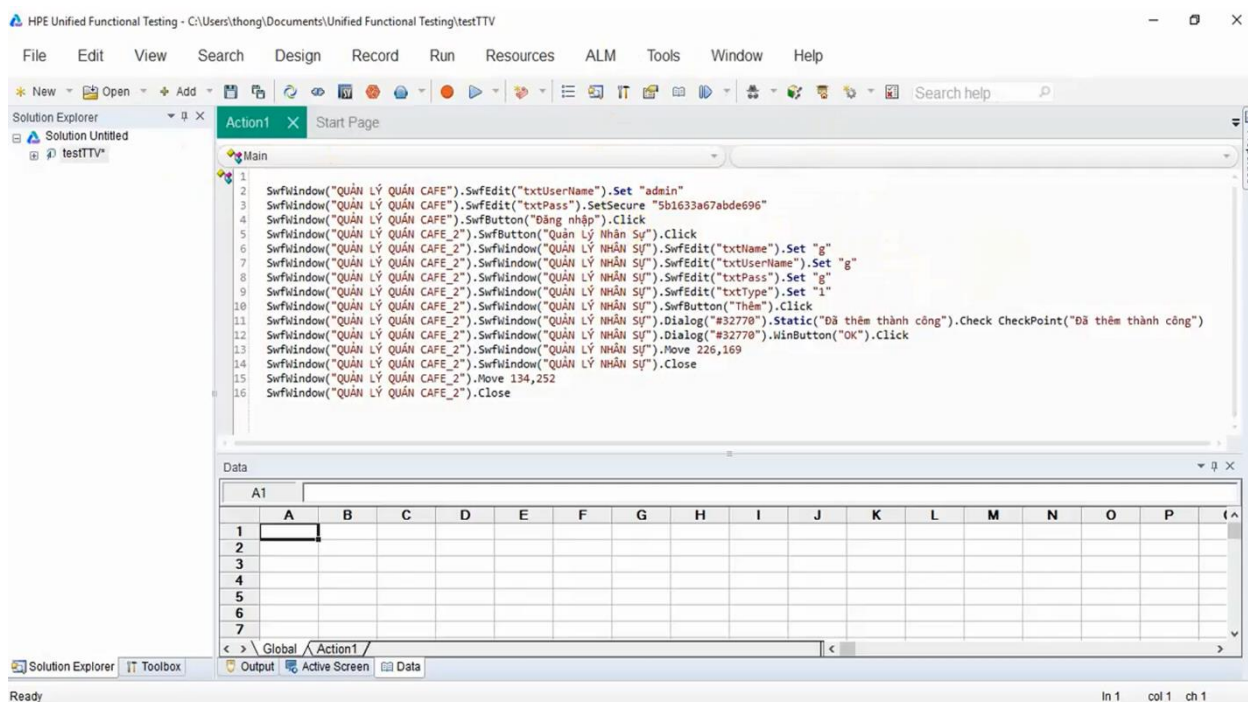 HPE Unified Functional Testing - C:\Users\thong\Documents\Unified Functional Testing\testTTV
File Edit View Search Design Record Run Resources ALM Tools Window Help
New Open Add Search help
Solution Explorer
Solution Untitled
testTTV*
Action1 Start Page
Main
1
2 SwfWindow("QUẢN LÝ QUÁN CAFE").SwfEdit("txtUserName").Set "admin"
3 SwfWindow("QUẢN LÝ QUÁN CAFE").SwfEdit("txtPass").SetSecure "5b1633a67abde696"
4 SwfWindow("QUẢN LÝ QUÁN CAFE").SwfButton("Đăng nhập").Click
5 SwfWindow("QUẢN LÝ QUÁN CAFE_2").SwfButton("Quản Lý Nhân Sự").Click
6 SwfWindow("QUẢN LÝ QUÁN CAFE_2").SwfWindow("QUẢN LÝ NHÂN SỰ").SwfEdit("txtName").Set "g"
7 SwfWindow("QUẢN LÝ QUÁN CAFE_2").SwfWindow("QUẢN LÝ NHÂN SỰ").SwfEdit("txtUserName").Set "g"
8 SwfWindow("QUẢN LÝ QUÁN CAFE_2").SwfWindow("QUẢN LÝ NHÂN SỰ").SwfEdit("txtPass").Set "g"
9 SwfWindow("QUẢN LÝ QUÁN CAFE_2").SwfWindow("QUẢN LÝ NHÂN SỰ").SwfEdit("txtType").Set "1"
10 SwfWindow("QUẢN LÝ QUÁN CAFE_2").SwfWindow("QUẢN LÝ NHÂN SỰ").SwfButton("Thêm").Click
11 SwfWindow("QUẢN LÝ QUÁN CAFE_2").SwfWindow("QUẢN LÝ NHÂN SỰ").Dialog("#32770").Static("Đã thêm thành công").Check CheckPoint("Đã thêm thành công")
12 SwfWindow("QUẢN LÝ QUÁN CAFE_2").SwfWindow("QUẢN LÝ NHÂN SỰ").Dialog("#32770").WinButton("OK").Click
13 SwfWindow("QUẢN LÝ QUÁN CAFE_2").SwfWindow("QUẢN LÝ NHÂN SỰ").Move 226,169
14 SwfWindow("QUẢN LÝ QUÁN CAFE_2").SwfWindow("QUẢN LÝ NHÂN SỰ").Close
15 SwfWindow("QUẢN LÝ QUÁN CAFE_2").Move 134,252
16 SwfWindow("QUẢN LÝ QUÁN CAFE_2").Close
Data
A1
A B C D E F G H I J K L M N O P
1
2
3
4
5
6
7
Global Action1
Solution Explorer Toolbox Output Active Screen Data
Ready ln 1 col 1 ch 1